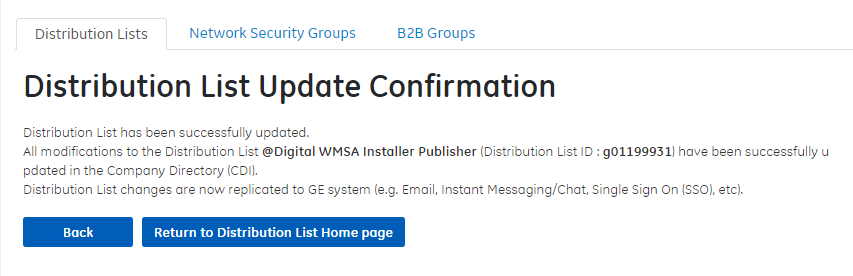 Distribution Lists Network Security Groups B2B Groups
Distribution List Update Confirmation
Distribution List has been successfully updated.
All modifications to the Distribution List @Digital WMSA Installer Publisher (Distribution List ID : g01199931) have been successfully u
pdated in the Company Directory (CDI).
Distribution List changes are now replicated to GE system (e.g. Email, Instant Messaging/Chat, Single Sign On (SSO), etc).
Back Return to Distribution List Home page